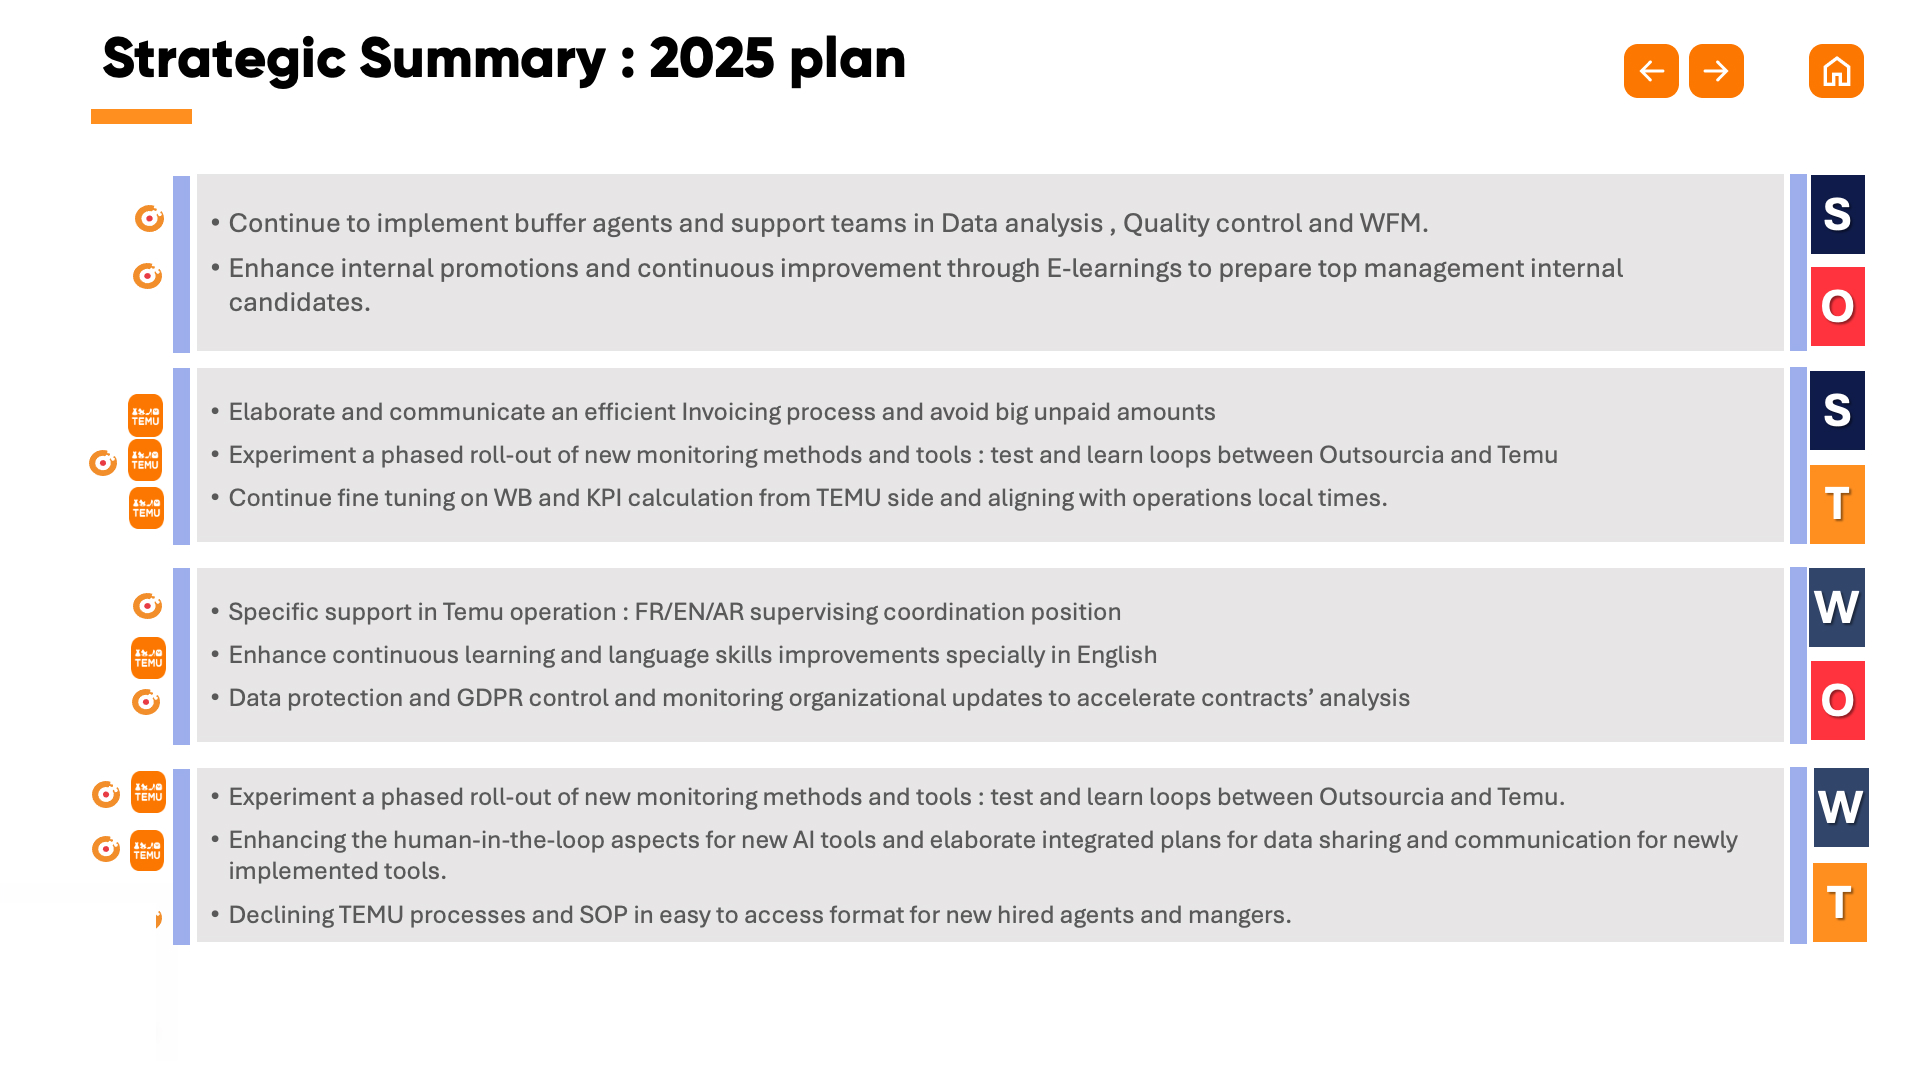 Strategic Summary : 2025 plan
• Continue to implement buffer agents and support teams in Data analysis , Quality control and WFM.
• Enhance internal promotions and continuous improvement through E-learnings to prepare top management internal
candidates.
S
O
TEMU
TEMU
TEMU
• Elaborate and communicate an efficient Invoicing process and avoid big unpaid amounts
• Experiment a phased roll-out of new monitoring methods and tools : test and learn loops between Outsourcia and Temu
• Continue fine tuning on WB and KPI calculation from TEMU side and aligning with operations local times.
S
T
TEMU
• Specific support in Temu operation : FR/EN/AR supervising coordination position
• Enhance continuous learning and language skills improvements specially in English
• Data protection and GDPR control and monitoring organizational updates to accelerate contracts’ analysis
W
O
TEMU
TEMU
• Experiment a phased roll-out of new monitoring methods and tools : test and learn loops between Outsourcia and Temu.
• Enhancing the human-in-the-loop aspects for new AI tools and elaborate integrated plans for data sharing and communication for newly
implemented tools.
• Declining TEMU processes and SOP in easy to access format for new hired agents and mangers.
W
T